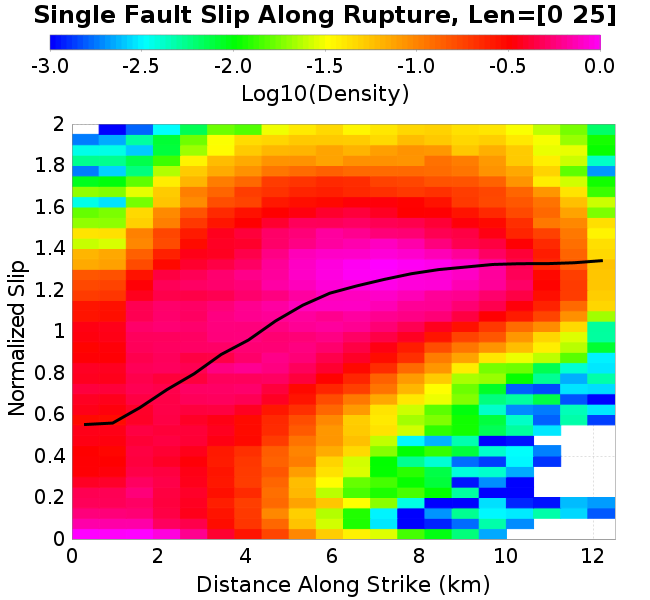 Single Fault Slip Along Rupture, Len=[0 25]
-3.0 -2.5 -2.0 -1.5 -1.0 -0.5 0.0
Log10(Density)
2
1.8
1.6
1.4
1.2
1
0.8
0.6
0.4
0.2
0
Normalized Slip
0 2 4 6 8 10 12
Distance Along Strike (km)